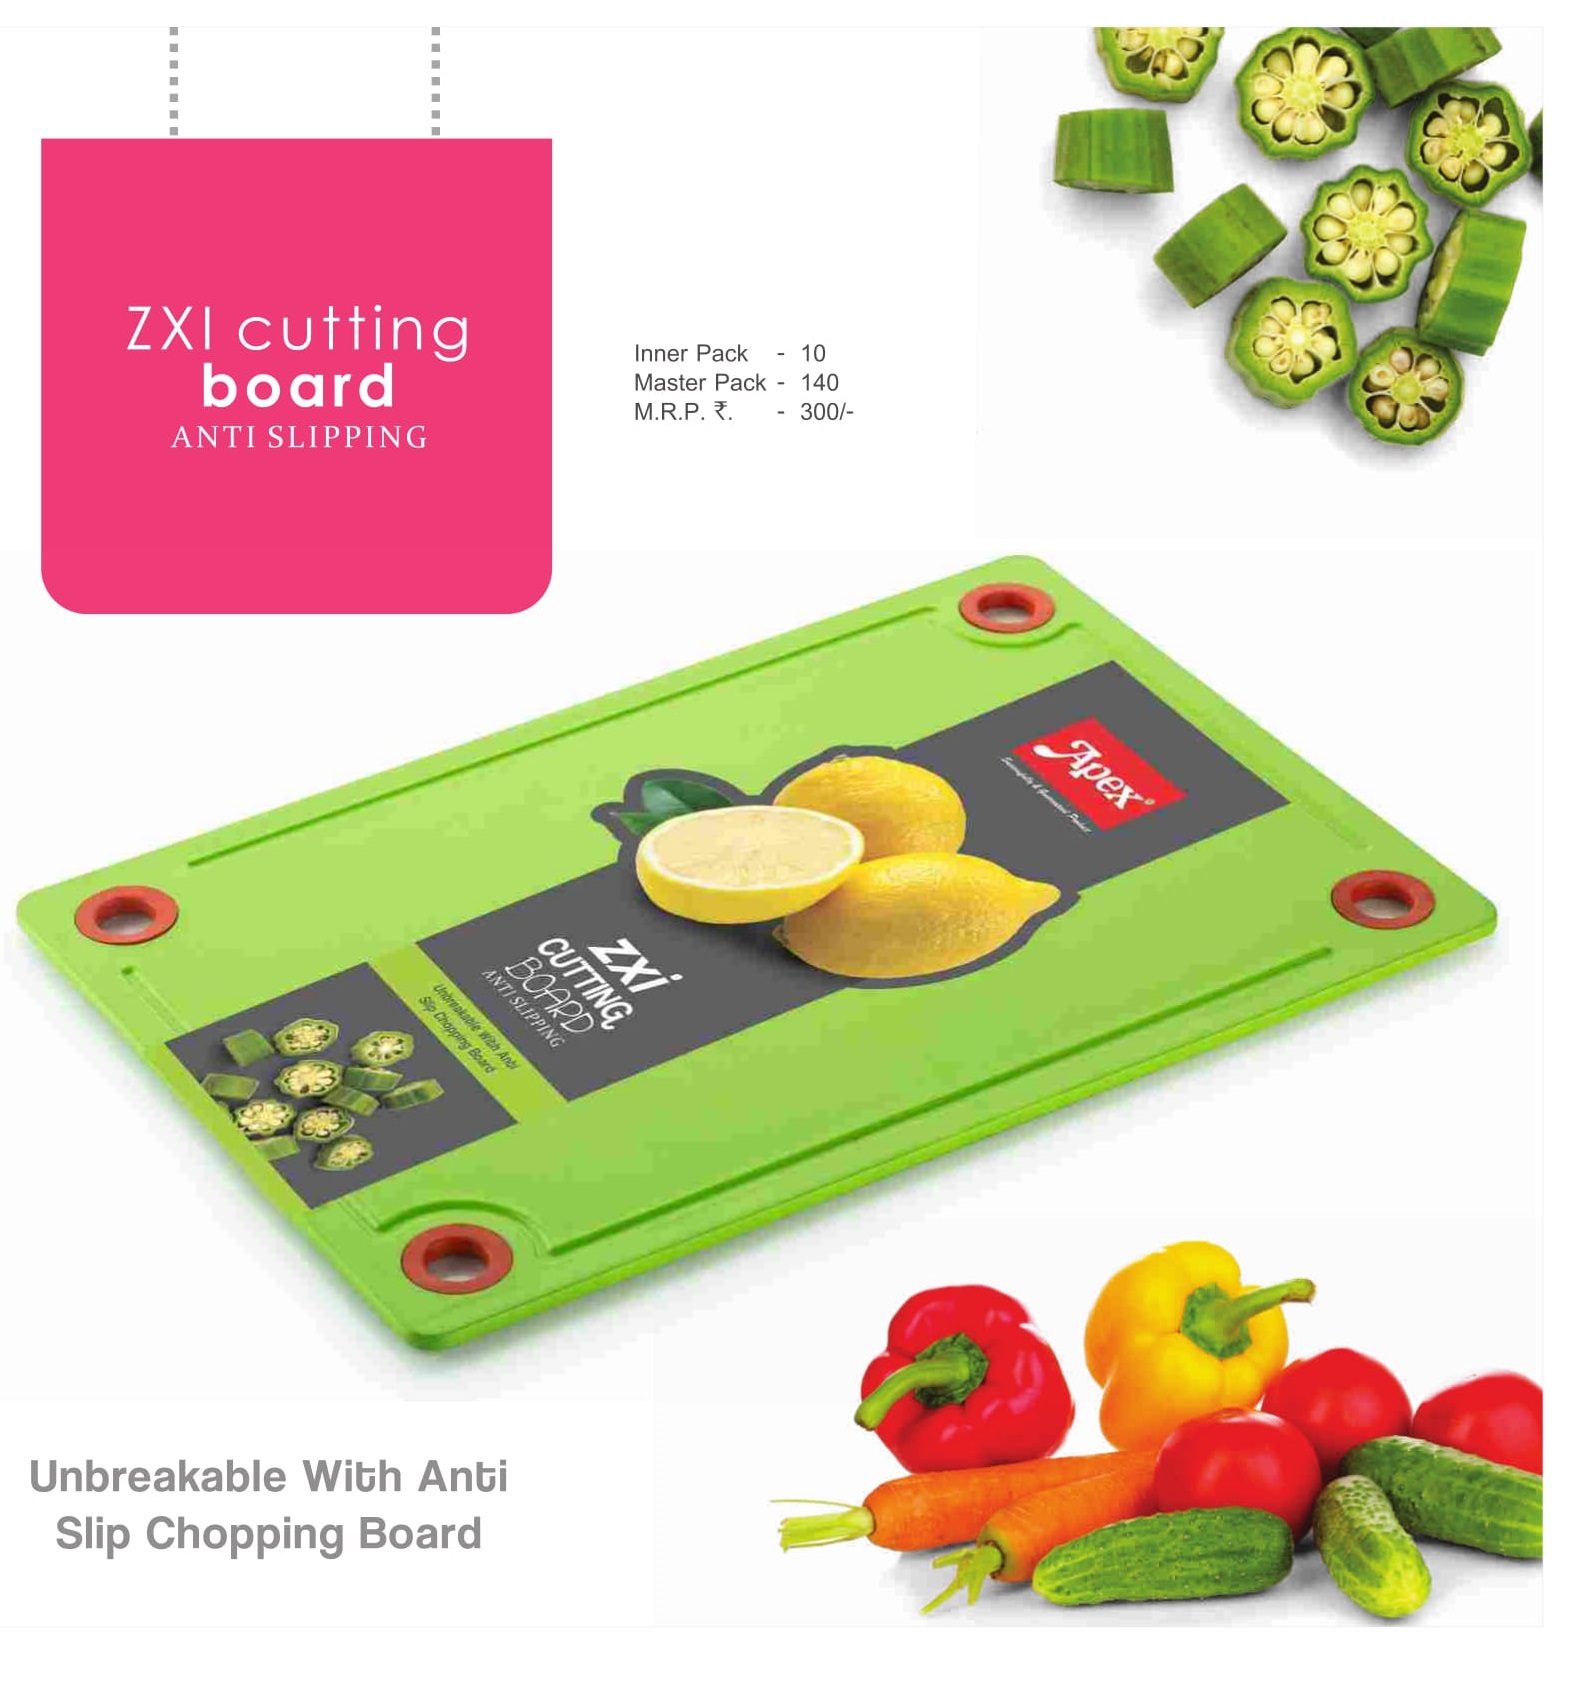 ZXI cutting
board
ANTI SLIPPING
Inner Pack - 10
Master Pack - 140
M.R.P. ₹. - 300/-
Apex®
ZXi
CUTTING
BOARD
ANTI SLIPPING
Unbreakable With Anti
Slip Chopping Board
Unbreakable With Anti
Slip Chopping Board